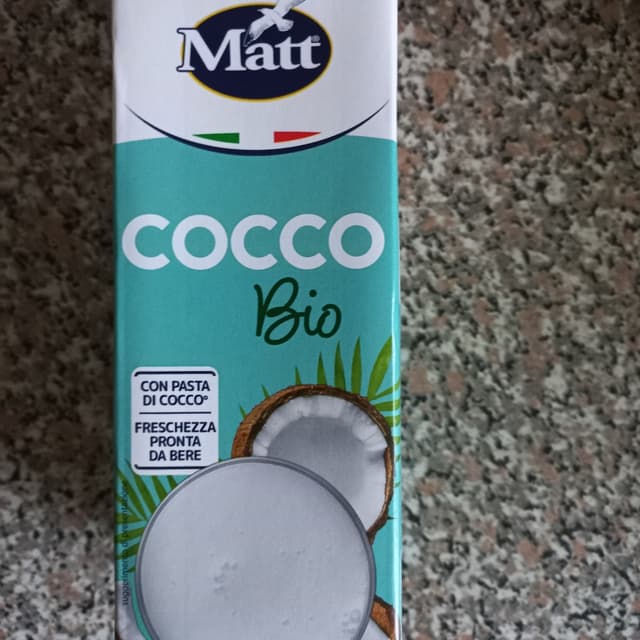 Matt
COCCO
Bio
CON PASTA
DI COCCO°
FRESCHEZZA
PRONTA
DA BERE